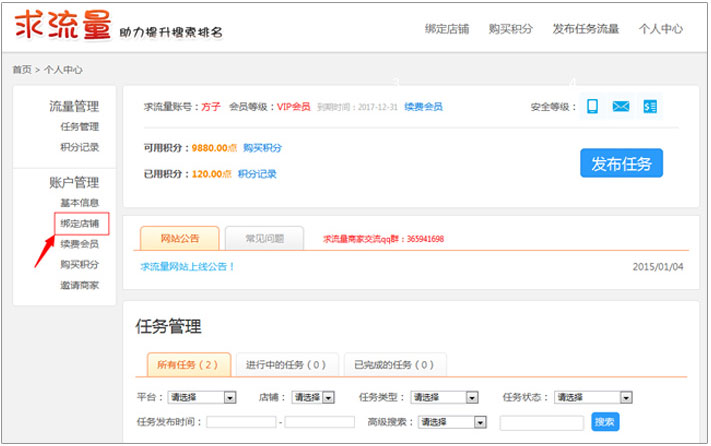 求流量 助力提升搜索排名
绑定店铺 购买积分 发布任务流量 个人中心
首页 > 个人中心
流量管理
任务管理
积分记录
账户管理
基本信息
绑定店铺
续费会员
购买积分
邀请商家
求流量账号：方子 会员等级：VIP会员 到期时间：2017-12-31 续费会员 安全等级：
可用积分：9880.00点 购买积分
已用积分：120.00点 积分记录
发布任务
网站公告 常见问题 求流量商家交流qq群：365941698
求流量网站上线公告！ 2015/01/04
任务管理
所有任务（2） 进行中的任务（0） 已完成的任务（0）
平台： 请选择 店铺： 请选择 任务类型： 请选择 任务状态： 请选择
任务发布时间： - 高级搜索： 请选择 搜索